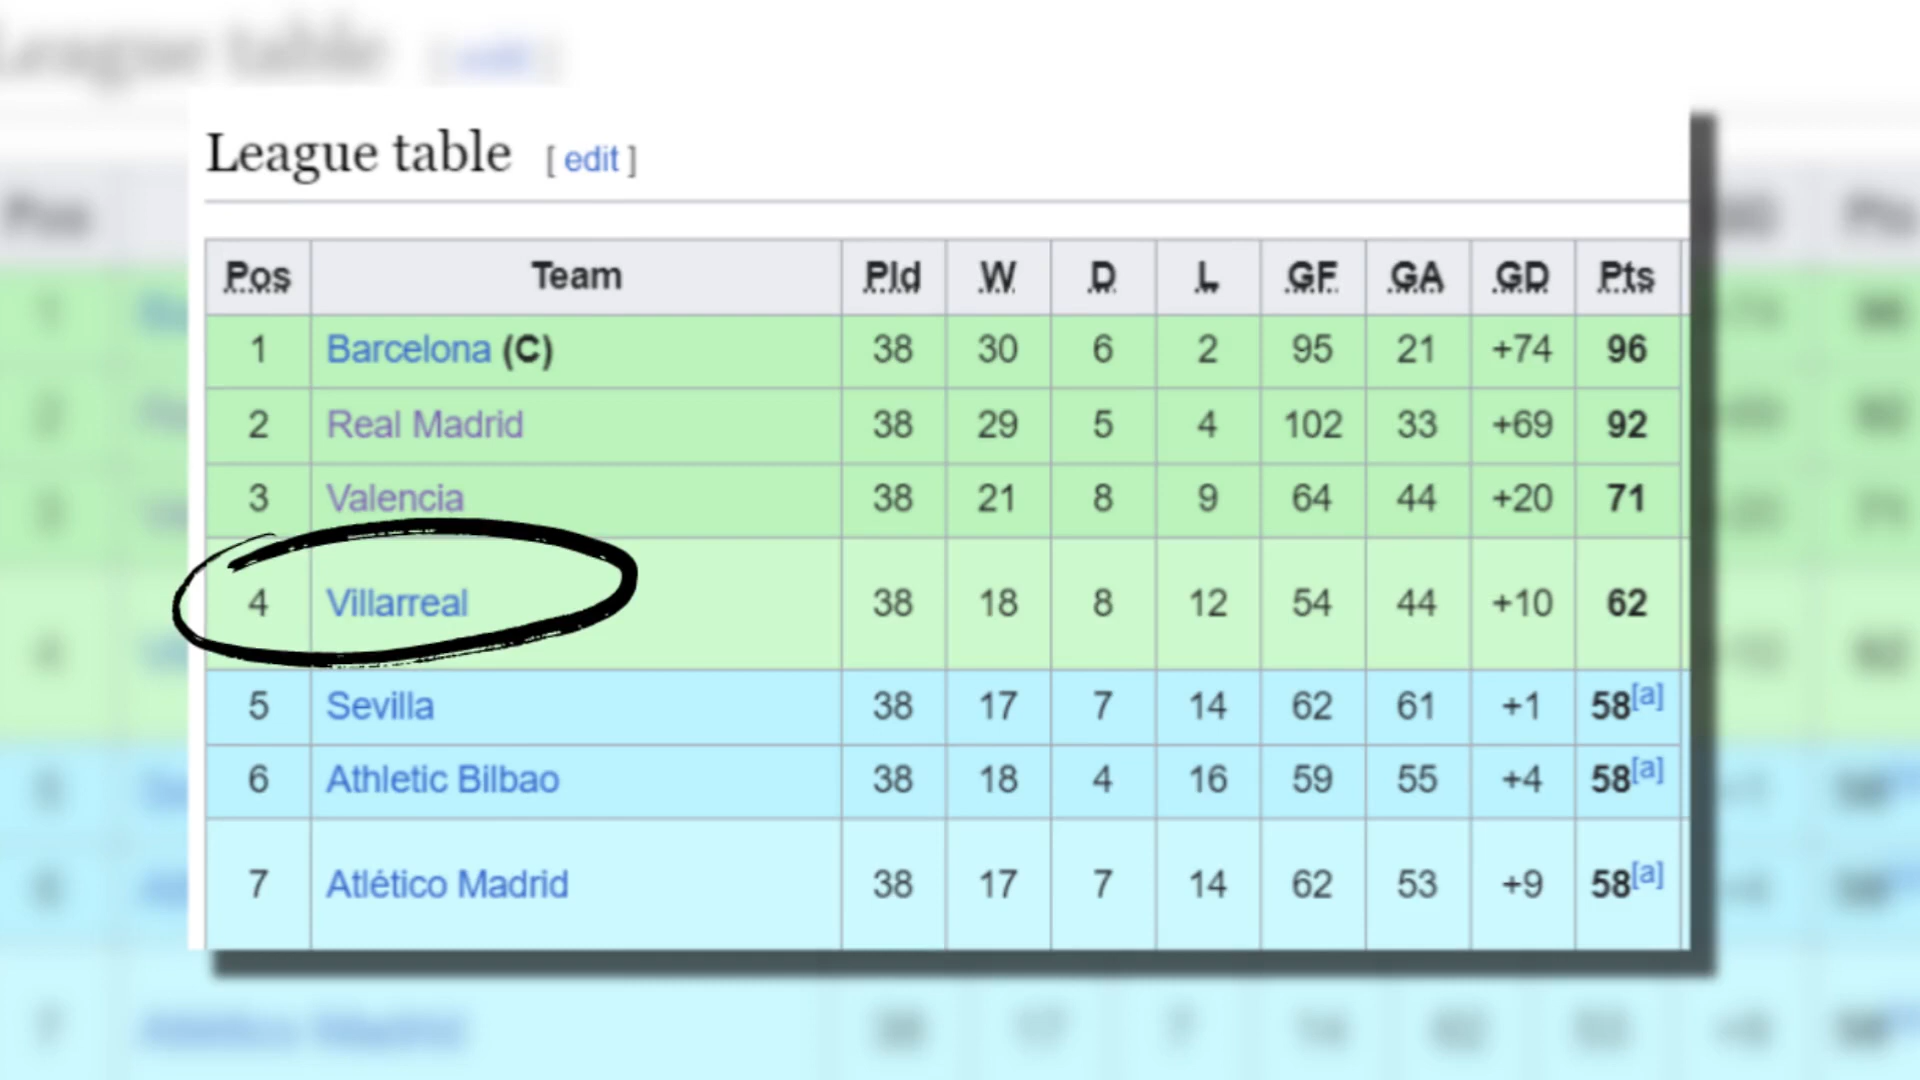 League table [ edit ]
Pos Team Pld W D L GF GA GD Pts
1 Barcelona (C) 38 30 6 2 95 21 +74 96
2 Real Madrid 38 29 5 4 102 33 +69 92
3 Valencia 38 21 8 9 64 44 +20 71
4 Villarreal 38 18 8 12 54 44 +10 62
5 Sevilla 38 17 7 14 62 61 +1 58[a]
6 Athletic Bilbao 38 18 4 16 59 55 +4 58[a]
7 Atlético Madrid 38 17 7 14 62 53 +9 58[a]